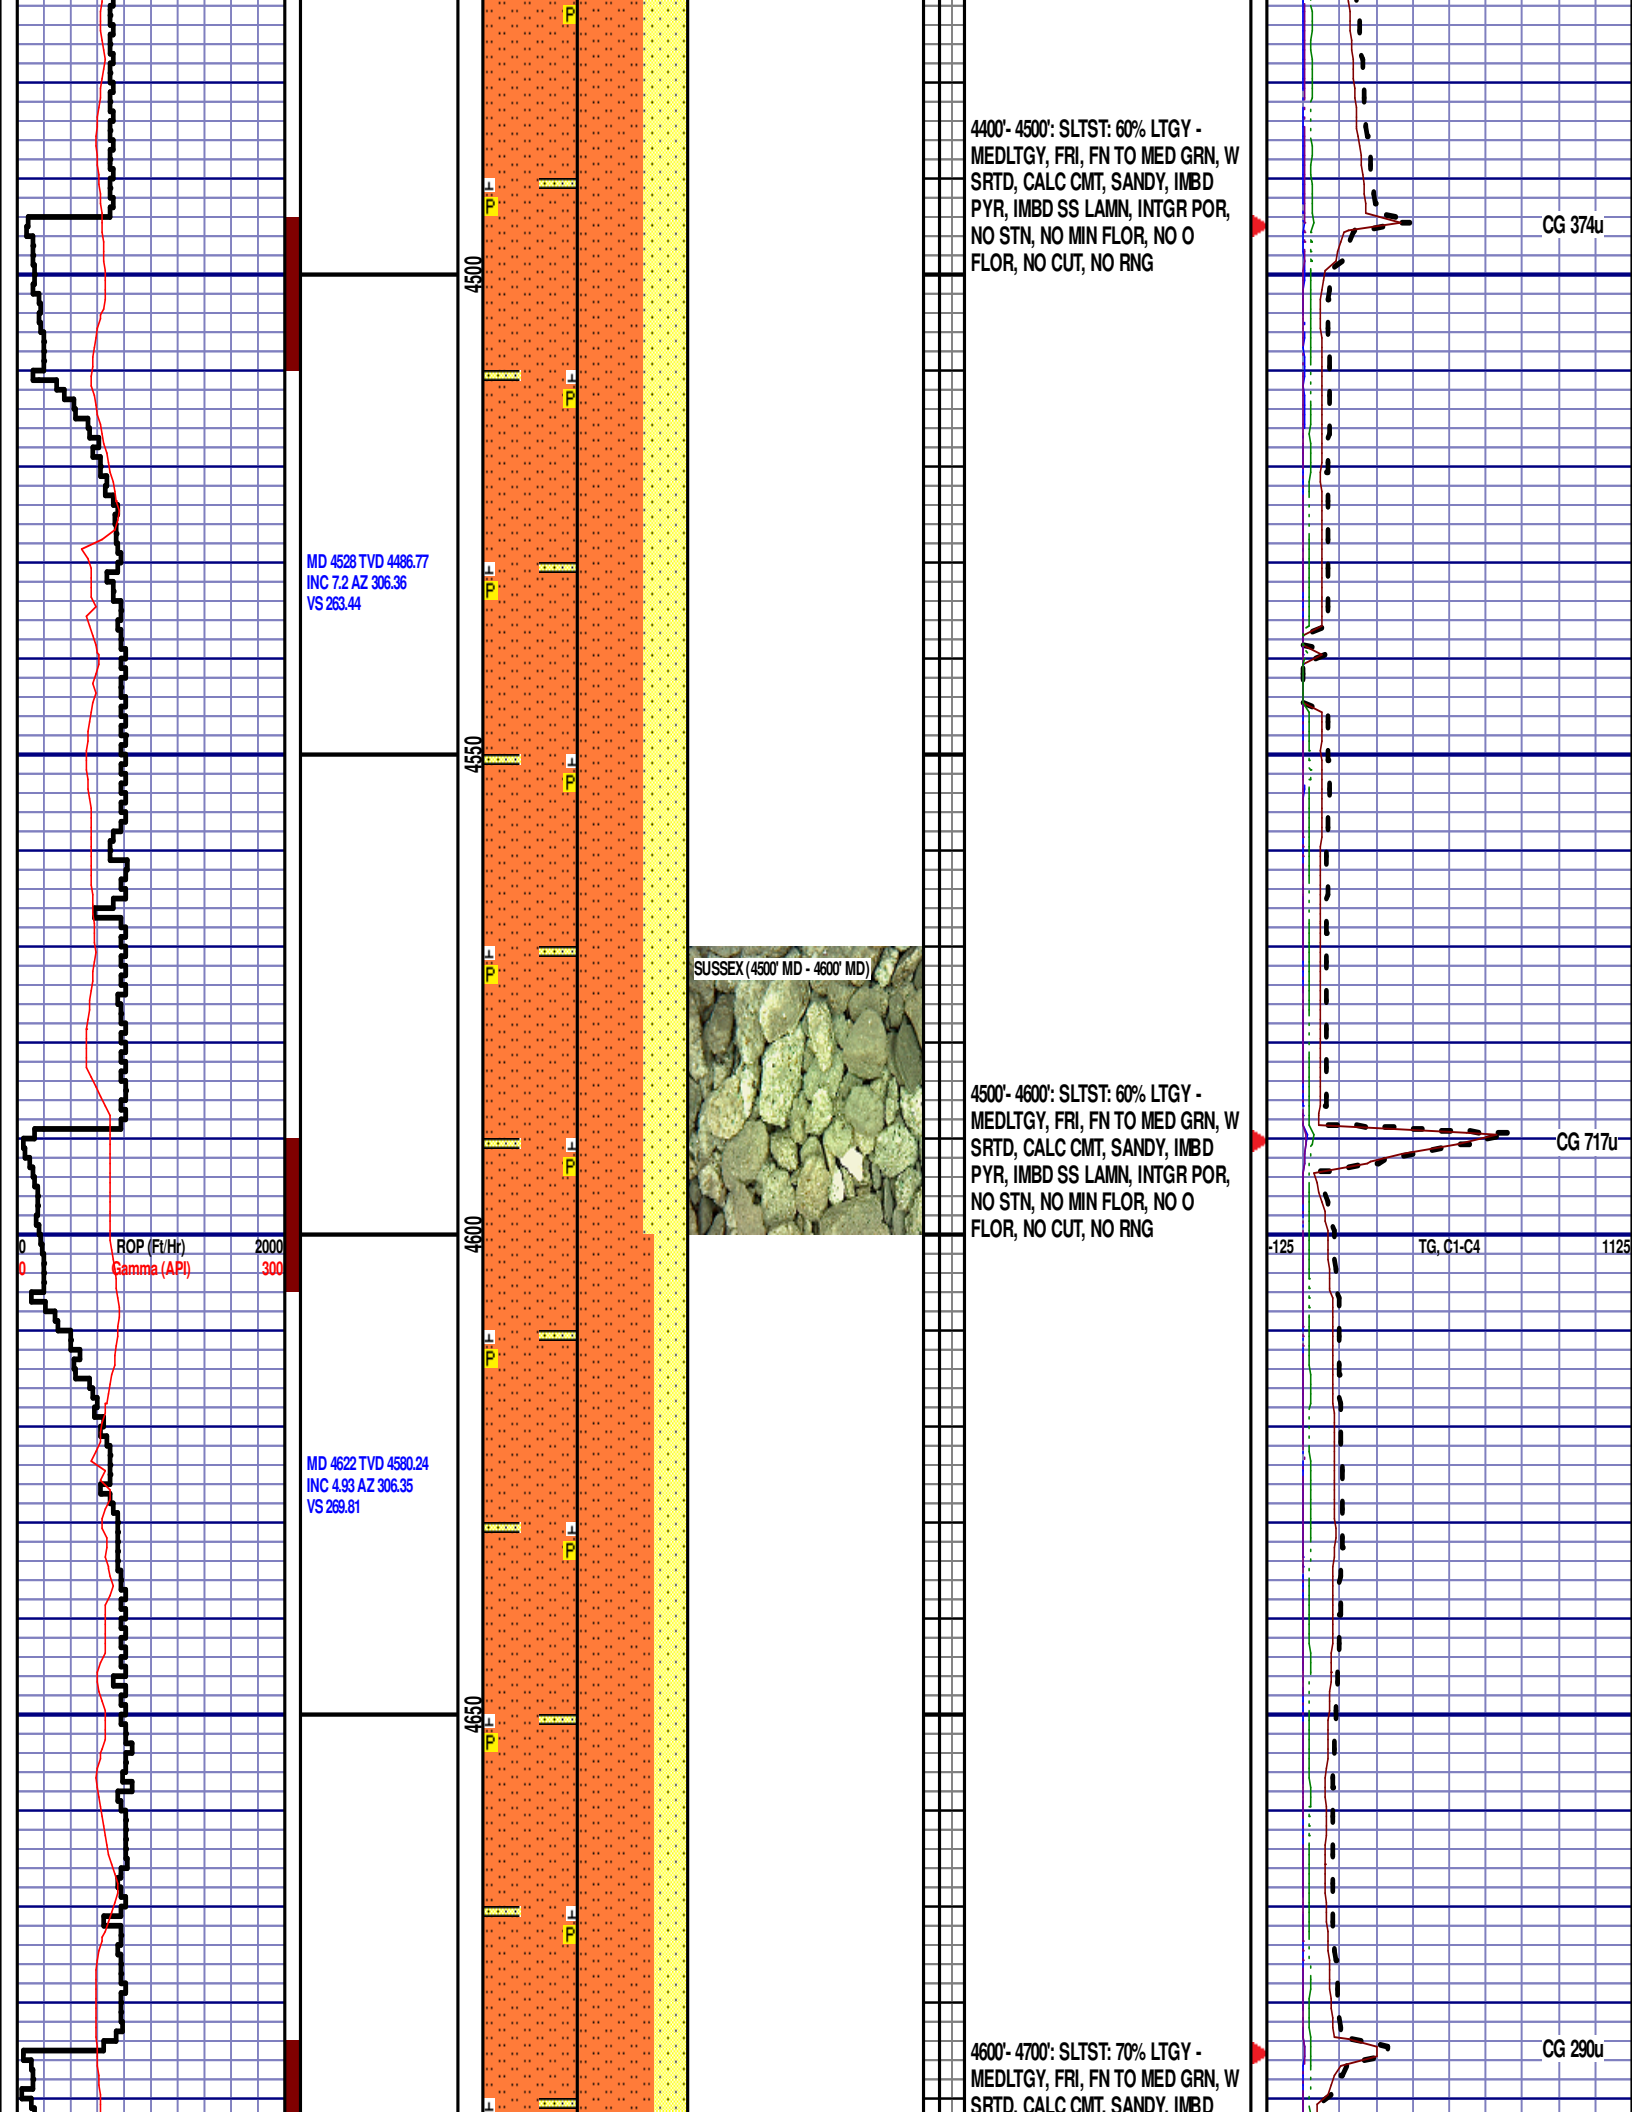 P
4400'- 4500': SLTST: 60% LTGY -
MEDLTGY, FRI, FN TO MED GRN, W
SRTD, CALC CMT, SANDY, IMBD
PYR, IMBD SS LAMN, INTGR POR,
NO STN, NO MIN FLOR, NO O
FLOR, NO CUT, NO RNG
P
CG 374u
4500
P
MD 4528 TVD 4486.77
INC 7.2 AZ 306.36
VS 263.44
P
4550
P
SUSSEX (4500' MD - 4600' MD)
P
4500'- 4600': SLTST: 60% LTGY -
MEDLTGY, FRI, FN TO MED GRN, W
SRTD, CALC CMT, SANDY, IMBD
PYR, IMBD SS LAMN, INTGR POR,
NO STN, NO MIN FLOR, NO O
FLOR, NO CUT, NO RNG
CG 717u
P
4600
0 ROP (Ft/Hr) 2000
0 Gamma (API) 300
-125 TG, C1-C4 1125
P
MD 4622 TVD 4580.24
INC 4.93 AZ 306.35
VS 269.81
P
4650
P
P
4600'- 4700': SLTST: 70% LTGY -
MEDLTGY, FRI, FN TO MED GRN, W
SRTD, CALC CMT, SANDY, IMBD
CG 290u